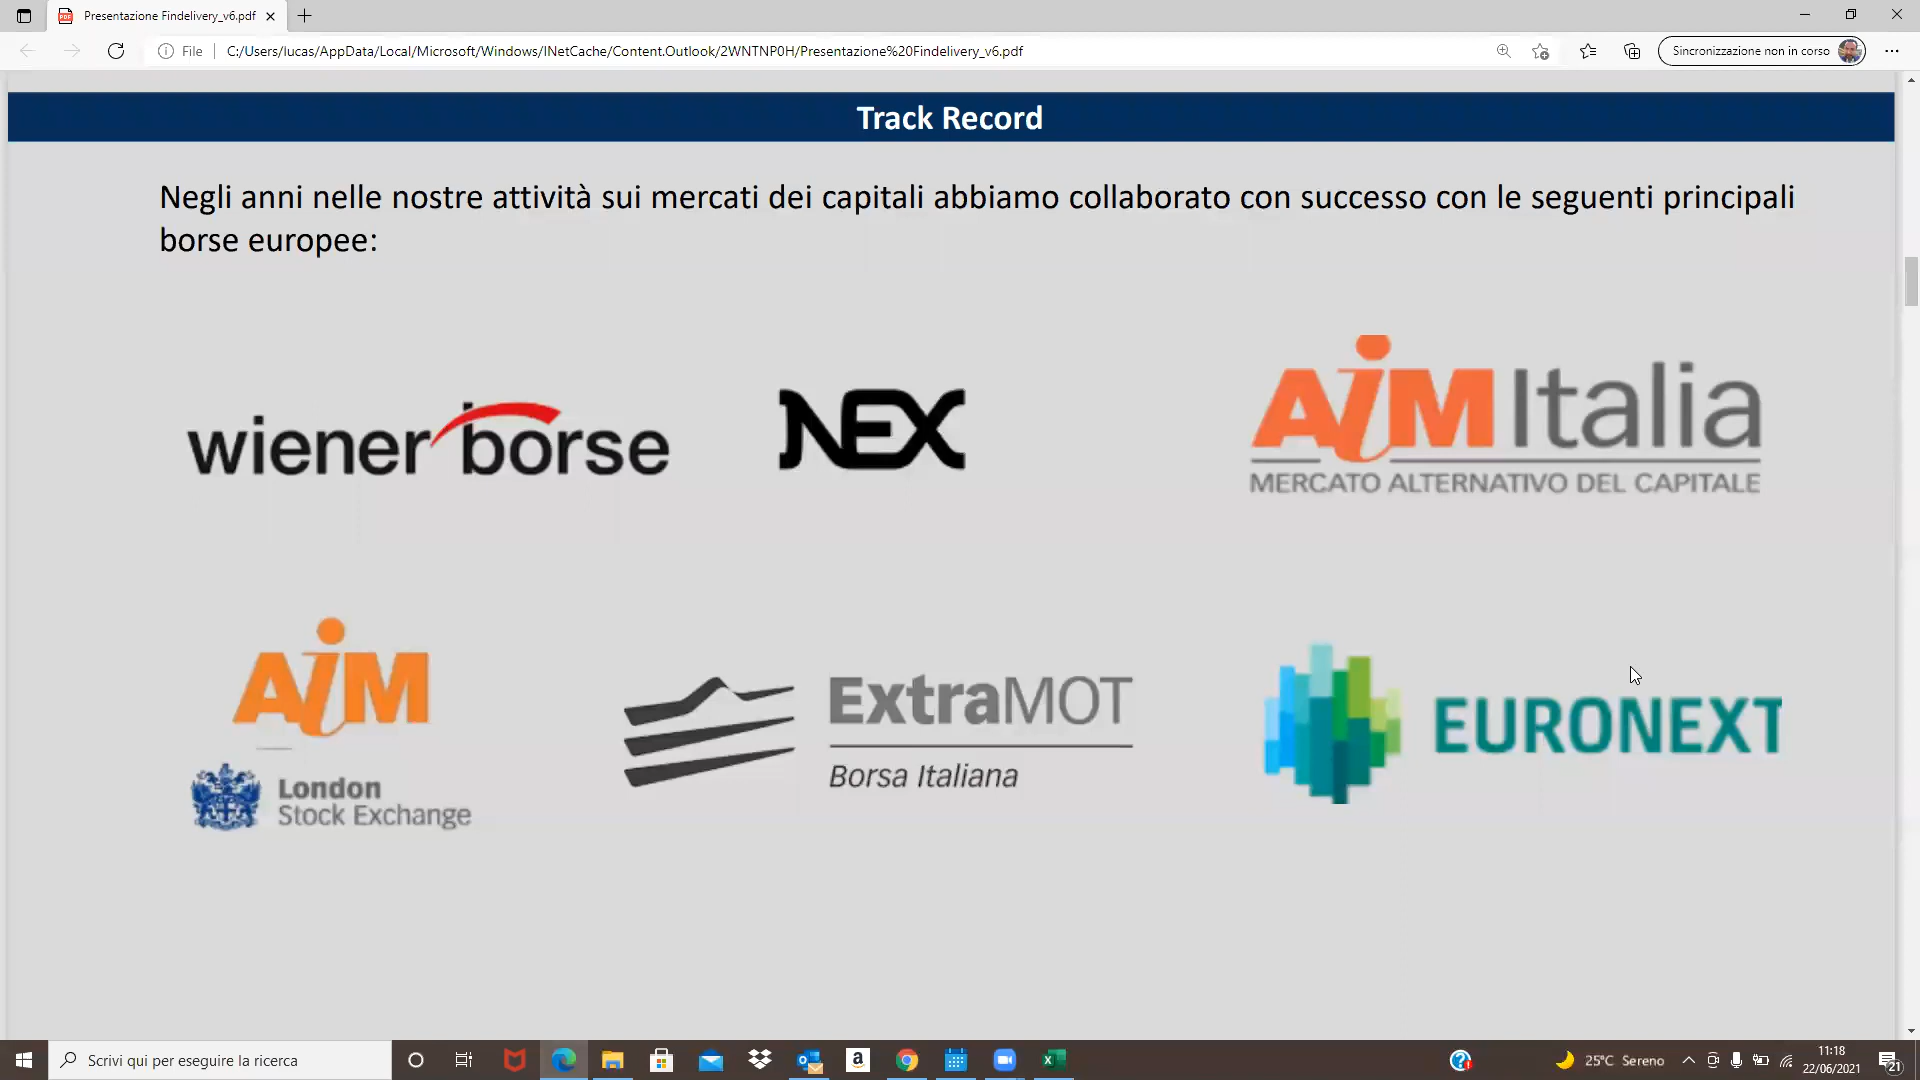 Presentazione Findelivery_v6.pdf
File
C:/Users/lucas/AppData/Local/Microsoft/Windows/INetCache/Content.Outlook/2WNTNP0H/Presentazione%20Findelivery_v6.pdf
Sincronizzazione non in corso
Track Record
Negli anni nelle nostre attività sui mercati dei capitali abbiamo collaborato con successo con le seguenti principali
borse europee:
wiener borse
NEX
AiM Italia
MERCATO ALTERNATIVO DEL CAPITALE
AiM
London
Stock Exchange
ExtraMOT
Borsa Italiana
EURONEXT
Scrivi qui per eseguire la ricerca
25°C Sereno
11:18
22/06/2021
21